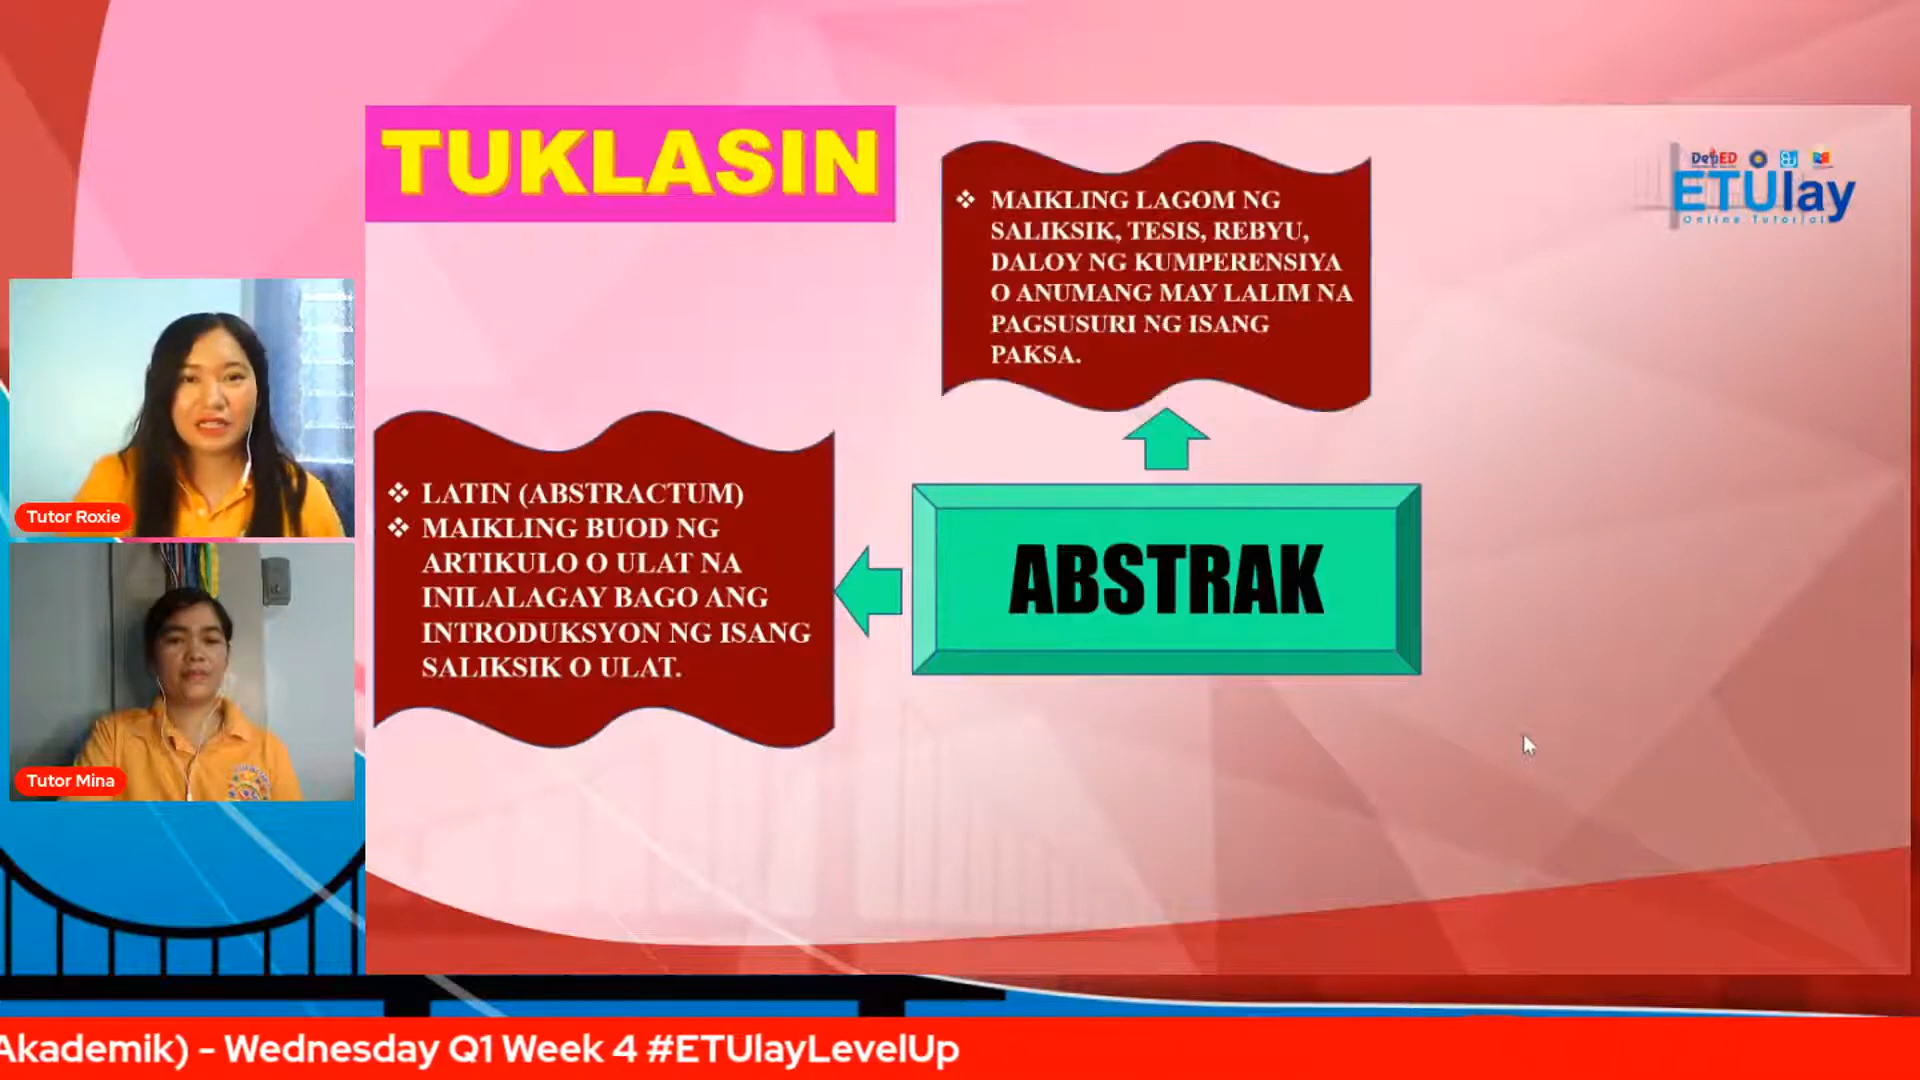 TUKLASIN
❖ MAIKLING LAGOM NG
SALIKSIK, TESIS, REBYU,
DALOY NG KUMPERENSIYA
O ANUMANG MAY LALIM NA
PAGSUSURI NG ISANG
PAKSA.
DepED
ETUlay
Online Tutorial
❖ LATIN (ABSTRACTUM)
❖ MAIKLING BUOD NG
ARTIKULO O ULAT NA
INILALAGAY BAGO ANG
INTRODUKSYON NG ISANG
SALIKSIK O ULAT.
ABSTRAK
Tutor Roxie
Tutor Mina
Akademik) - Wednesday Q1 Week 4 #ETUlayLevelUp